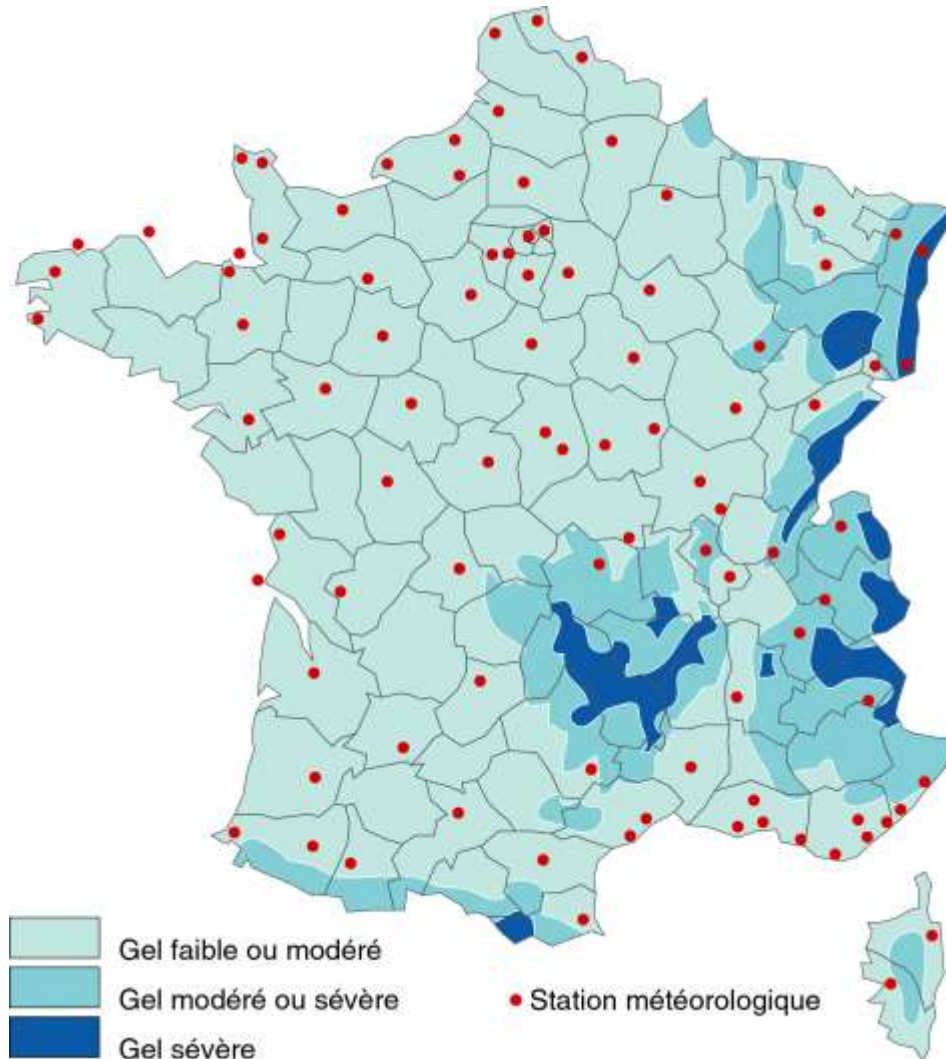 Gel faible ou modéré
Gel modéré ou sévère
Station météorologique
Gel sévère